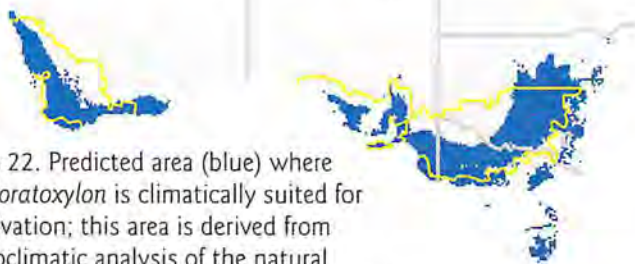 22. Predicted area (blue) where
oratoxylon is climatically suited for
vation; this area is derived from
oclimatic analysis of the natural